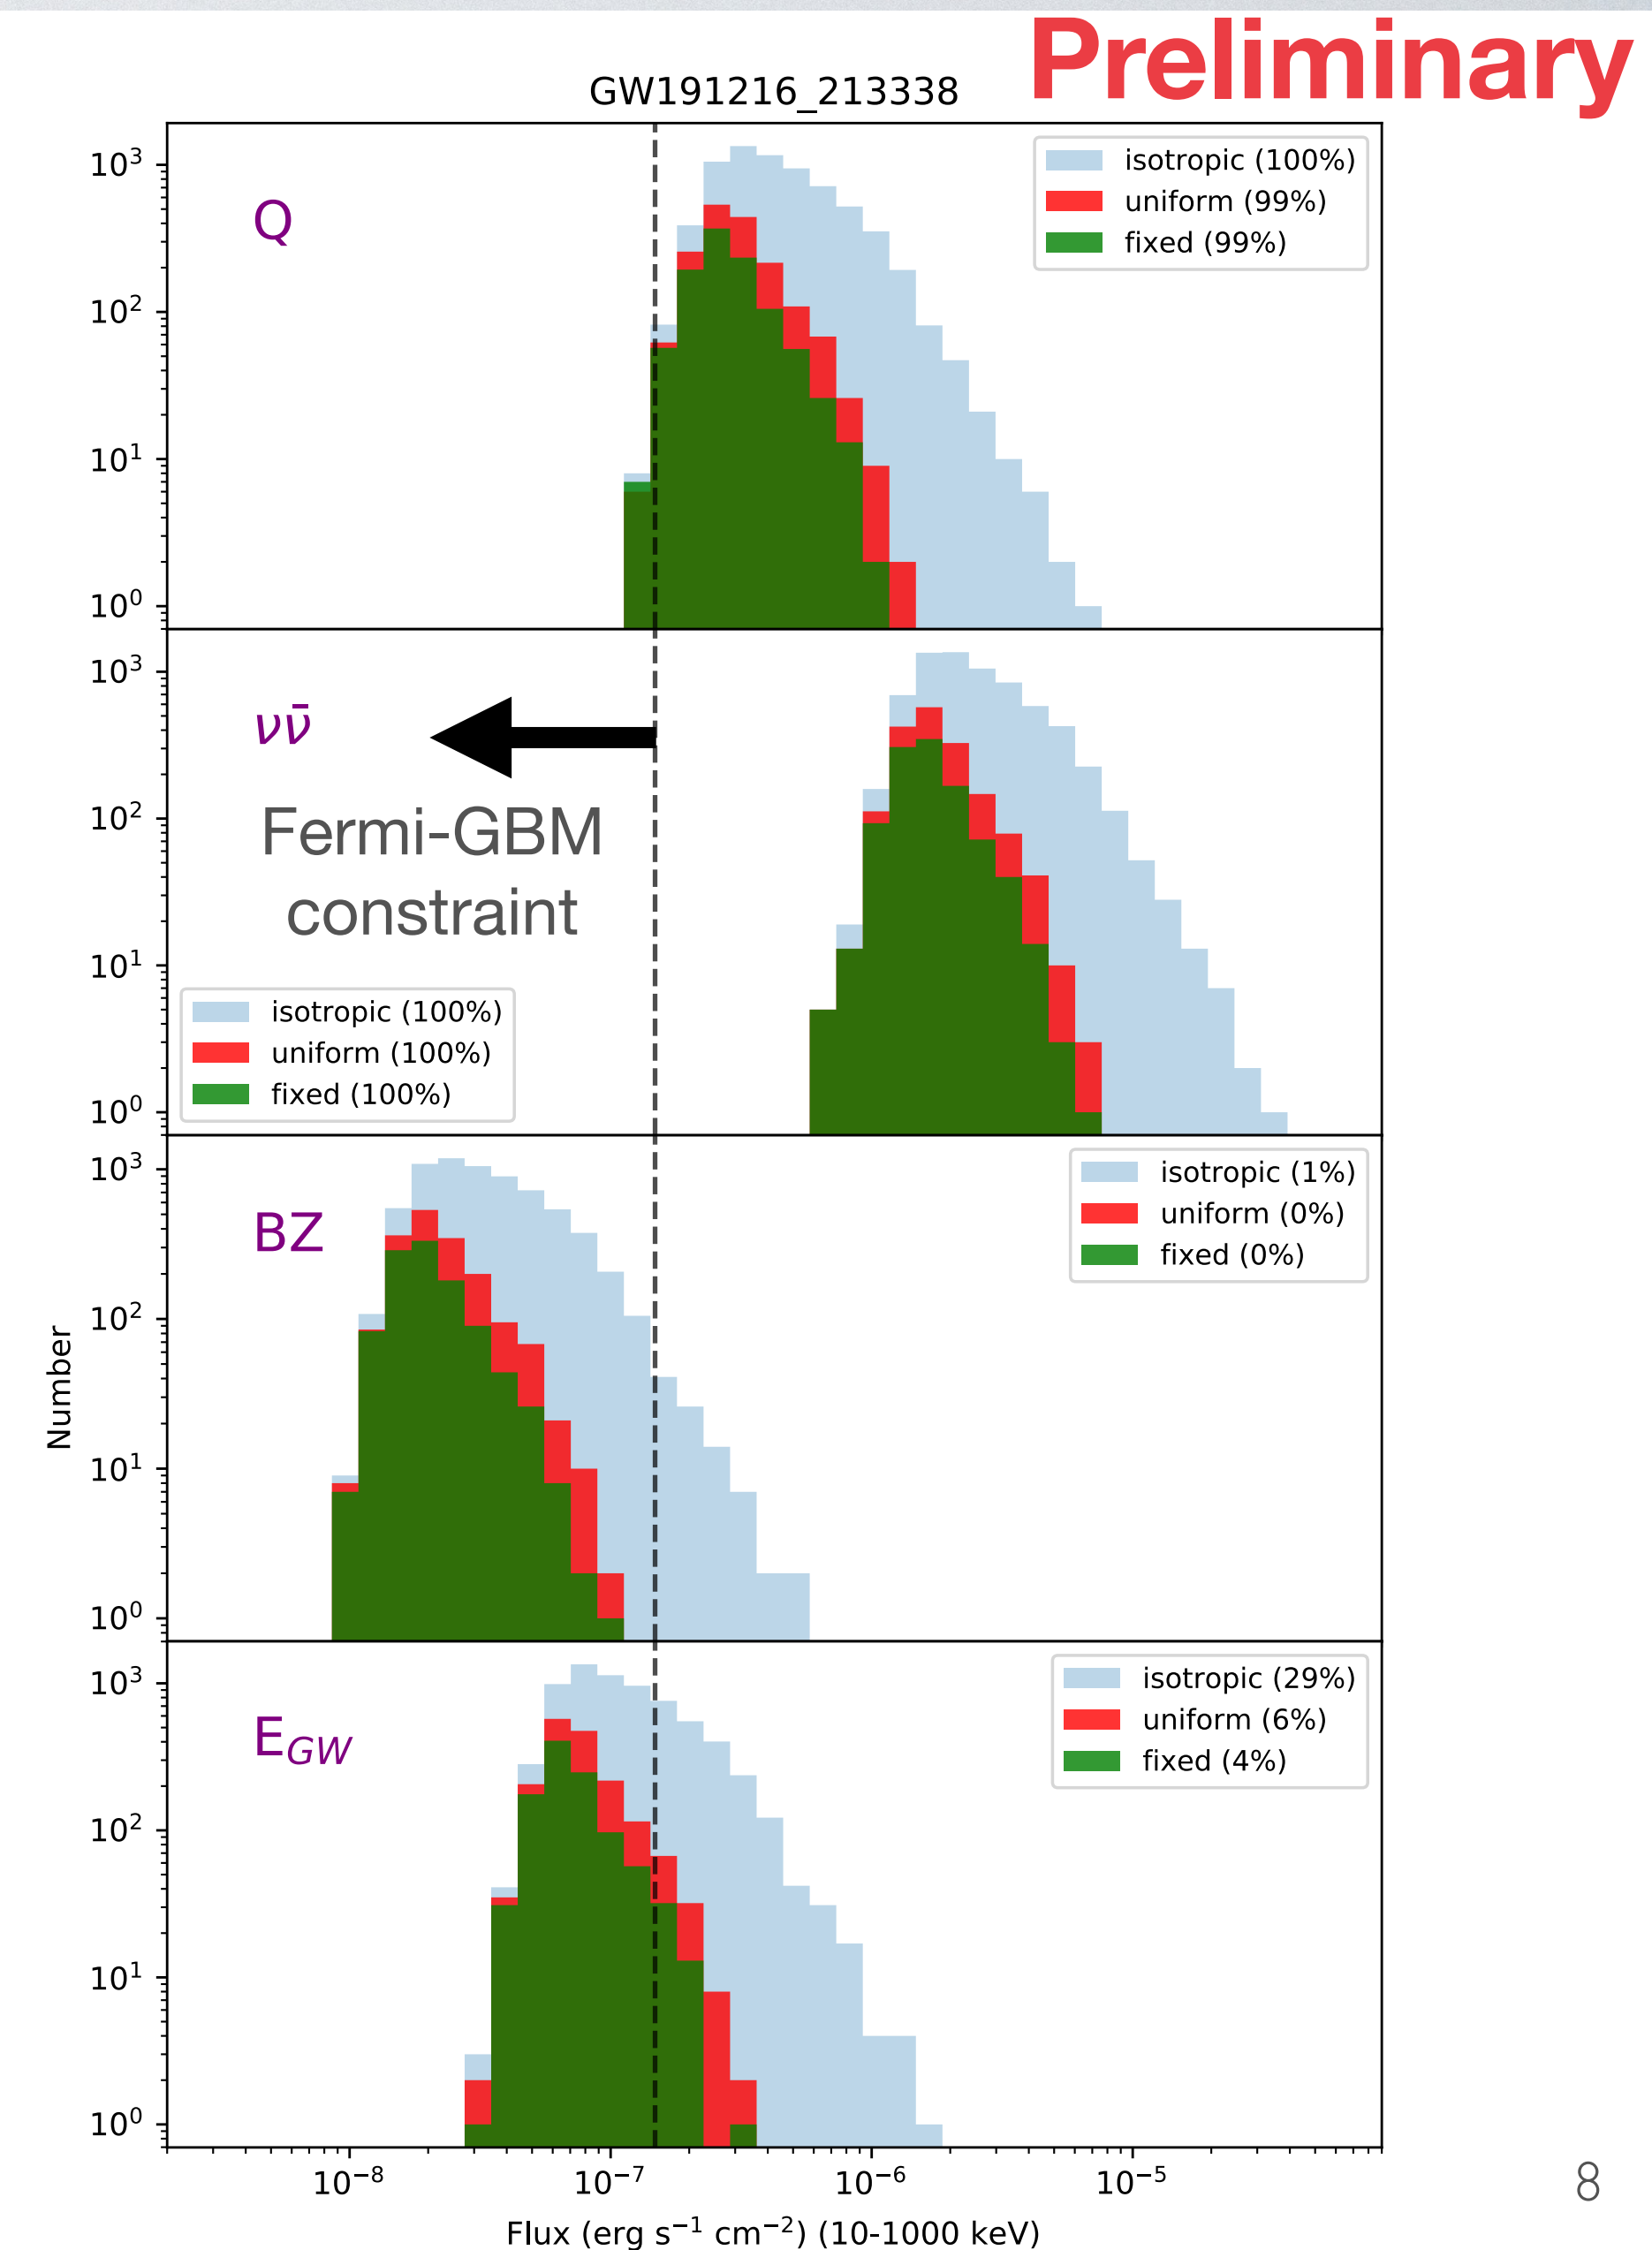 Preliminary
GW191216_213338
10³
10²
10¹
10⁰
Q
isotropic (100%)
uniform (99%)
fixed (99%)
10³
10²
10¹
10⁰
νν̄
Fermi-GBM
constraint
isotropic (100%)
uniform (100%)
fixed (100%)
10³
10²
10¹
10⁰
BZ
isotropic (1%)
uniform (0%)
fixed (0%)
Number
10³
10²
10¹
10⁰
E_GW
isotropic (29%)
uniform (6%)
fixed (4%)
10⁻⁸ 10⁻⁷ 10⁻⁶ 10⁻⁵
Flux (erg s⁻¹ cm⁻²) (10-1000 keV)
8